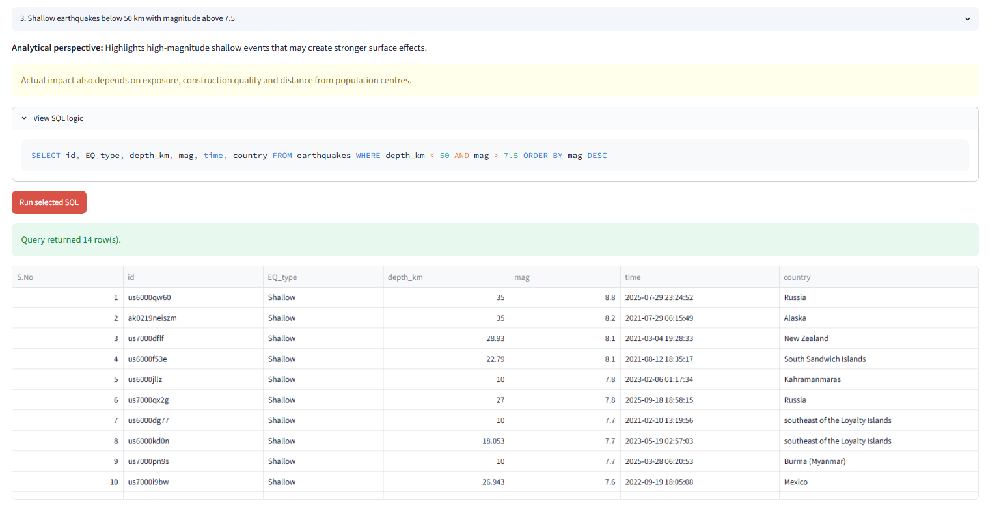 3. Shallow earthquakes below 50 km with magnitude above 7.5
Analytical perspective: Highlights high-magnitude shallow events that may create stronger surface effects.
Actual impact also depends on exposure, construction quality and distance from population centres.
View SQL logic
SELECT id, EQ_type, depth_km, mag, time, country FROM earthquakes WHERE depth_km < 50 AND mag > 7.5 ORDER BY mag DESC
Run selected SQL
Query returned 14 row(s).
S.No id EQ_type depth_km mag time country
1 us6000qw60 Shallow 35 8.8 2025-07-29 23:24:52 Russia
2 ak0219neiszm Shallow 35 8.2 2021-07-29 06:15:49 Alaska
3 us7000dflf Shallow 28.93 8.1 2021-03-04 19:28:33 New Zealand
4 us6000f53e Shallow 22.79 8.1 2021-08-12 18:35:17 South Sandwich Islands
5 us6000jllz Shallow 10 7.8 2023-02-06 01:17:34 Kahramanmaras
6 us7000qx2g Shallow 27 7.8 2025-09-18 18:58:15 Russia
7 us6000dg77 Shallow 10 7.7 2021-02-10 13:19:56 southeast of the Loyalty Islands
8 us6000kd0n Shallow 18.053 7.7 2023-05-19 02:57:03 southeast of the Loyalty Islands
9 us7000pn9s Shallow 10 7.7 2025-03-28 06:20:53 Burma (Myanmar)
10 us7000i9bw Shallow 26.943 7.6 2022-09-19 18:05:08 Mexico